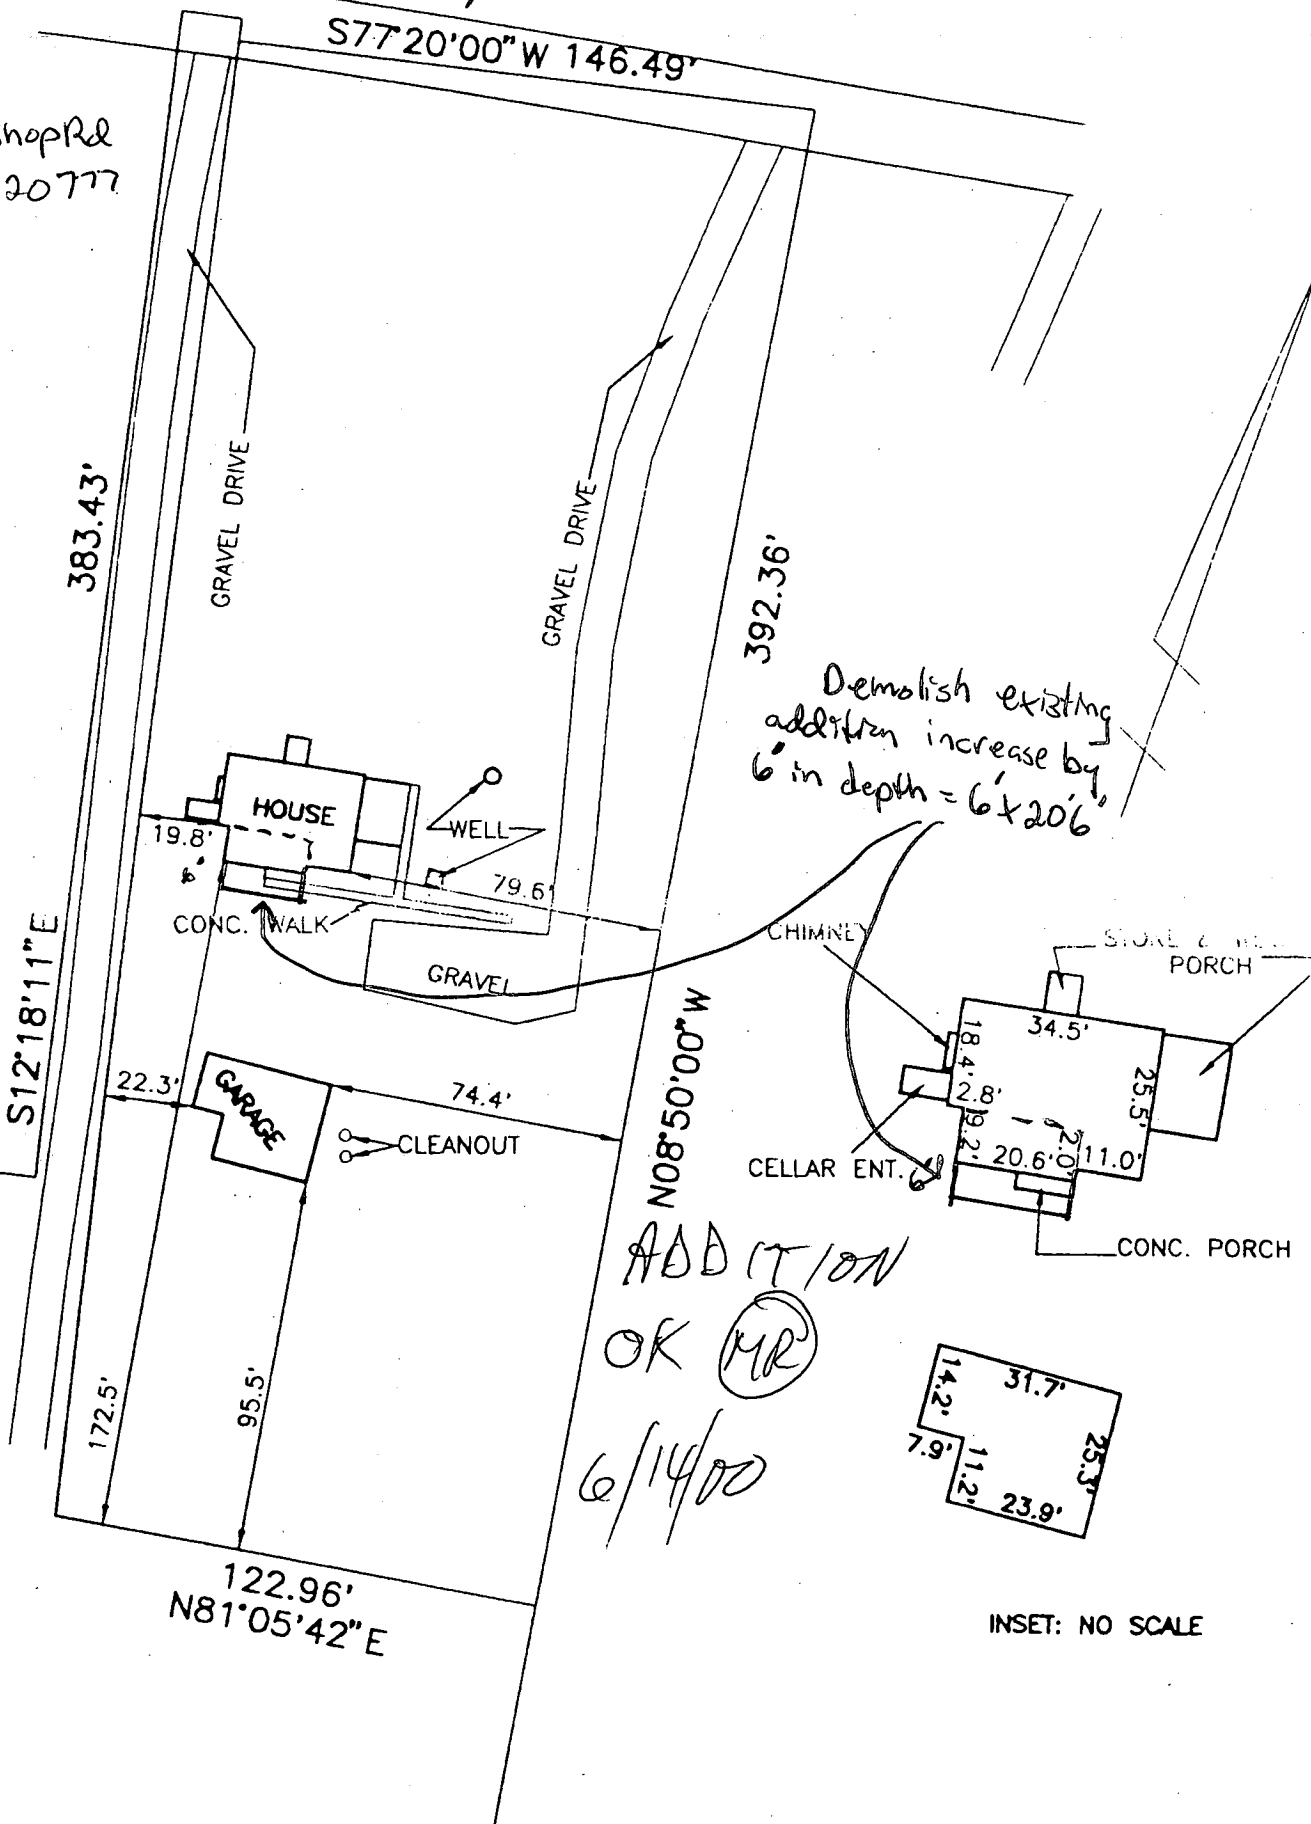 S77°20'00"W 146.49'
20777
383.43'
GRAVEL DRIVE
GRAVEL DRIVE
392.36'
Demolish existing
addition increase by
6' in depth = 6'x20'6"
HOUSE
WELL
19.8'
6'
79.6'
CONC. WALK
GRAVEL
S12°18'11"E
CHIMNEY
PORCH
34.5'
18.4'
2.8'
25.5'
9.2'
20.6'
2.0'
11.0'
CELLAR ENT.
6'
CONC. PORCH
N08°50'00"W
22.3'
GARAGE
74.4'
CLEANOUT
ADDITION
OK MR
6/14/00
172.5'
95.5'
14.2'
31.7'
7.9'
11.2'
25.3'
23.9'
122.96'
N81°05'42"E
INSET: NO SCALE